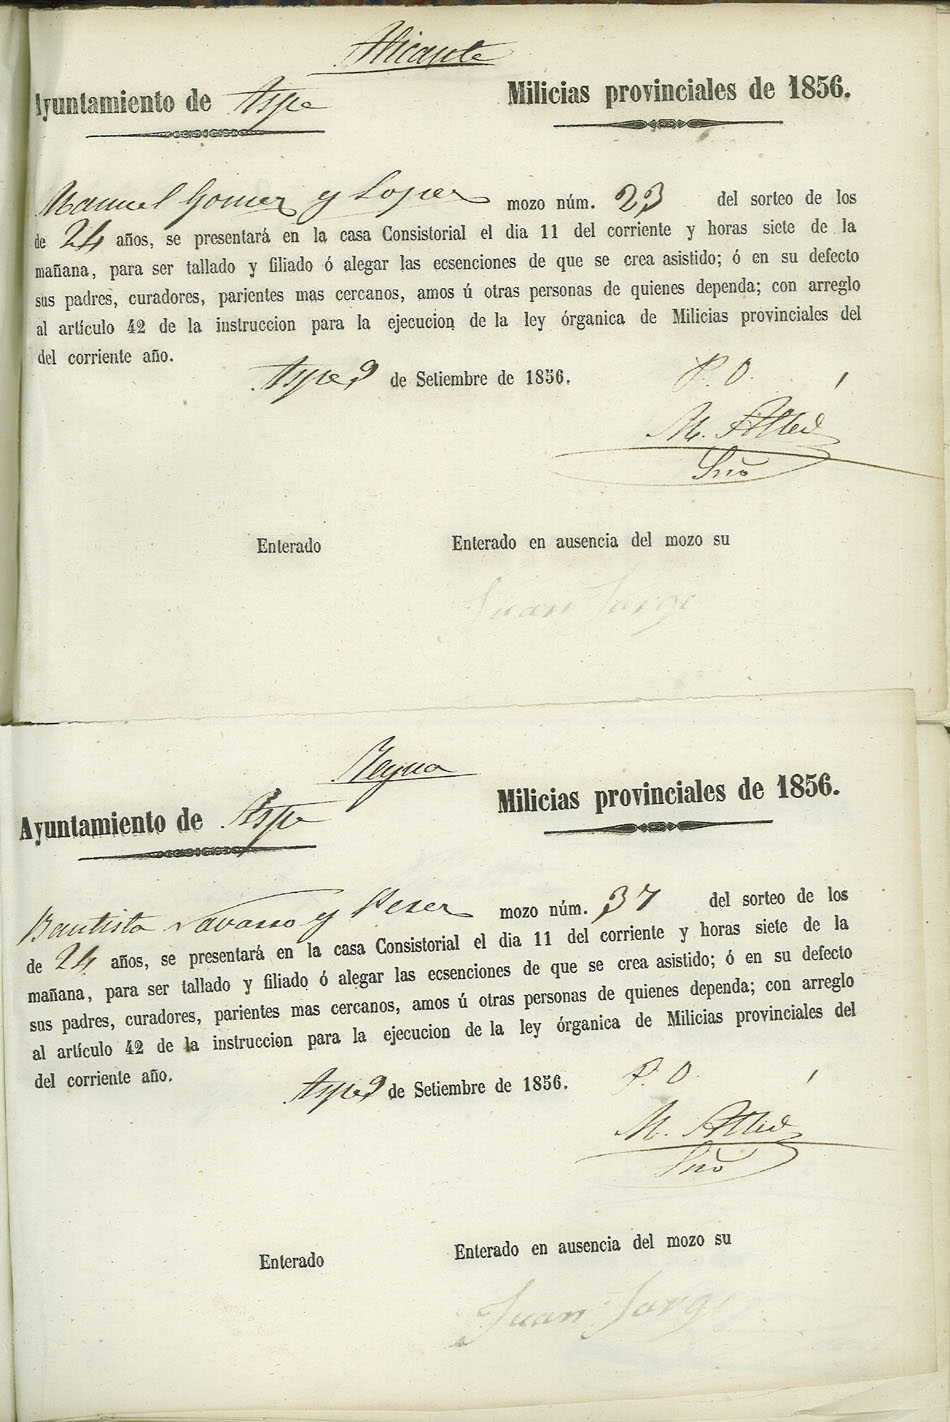 Alicante
Ayuntamiento de Aspe
Milicias provinciales de 1856.
Manuel Gomez y Lopez mozo núm. 23 del sorteo de los
de 24 años, se presentará en la casa Consistorial el dia 11 del corriente y horas siete de la
mañana, para ser tallado y filiado ó alegar las ecsenciones de que se crea asistido; ó en su defecto
sus padres, curadores, parientes mas cercanos, amos ú otras personas de quienes dependa; con arreglo
al artículo 42 de la instruccion para la ejecucion de la ley órganica de Milicias provinciales del
del corriente año.
Aspe 9 de Setiembre de 1856.
P. O.
M.
Srio
Enterado
Enterado en ausencia del mozo su
Juan Jorge
Ayuntamiento de Aspe
Milicias provinciales de 1856.
Bautista Navarro y Perez mozo núm. 37 del sorteo de los
de 24 años, se presentará en la casa Consistorial el dia 11 del corriente y horas siete de la
mañana, para ser tallado y filiado ó alegar las ecsenciones de que se crea asistido; ó en su defecto
sus padres, curadores, parientes mas cercanos, amos ú otras personas de quienes dependa; con arreglo
al artículo 42 de la instruccion para la ejecucion de la ley órganica de Milicias provinciales del
del corriente año.
Aspe 9 de Setiembre de 1856.
P. O.
M.
Srio
Enterado
Enterado en ausencia del mozo su
Juan Jorge